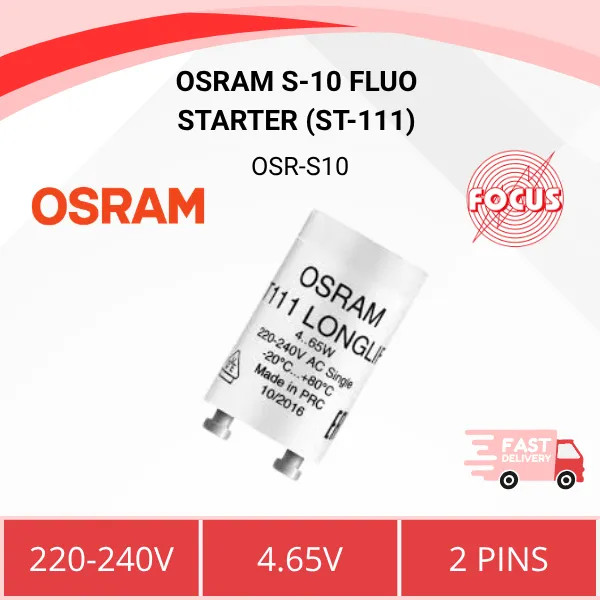 OSRAM S-10 FLUO
STARTER (ST-111)
OSR-S10
OSRAM
FOCUS
OSRAM
T111 LONGLIF
4..65W
220-240V AC Single
-20°C...+80°C
Made in PRC
10/2016
FAST
DELIVERY
220-240V
4.65V
2 PINS